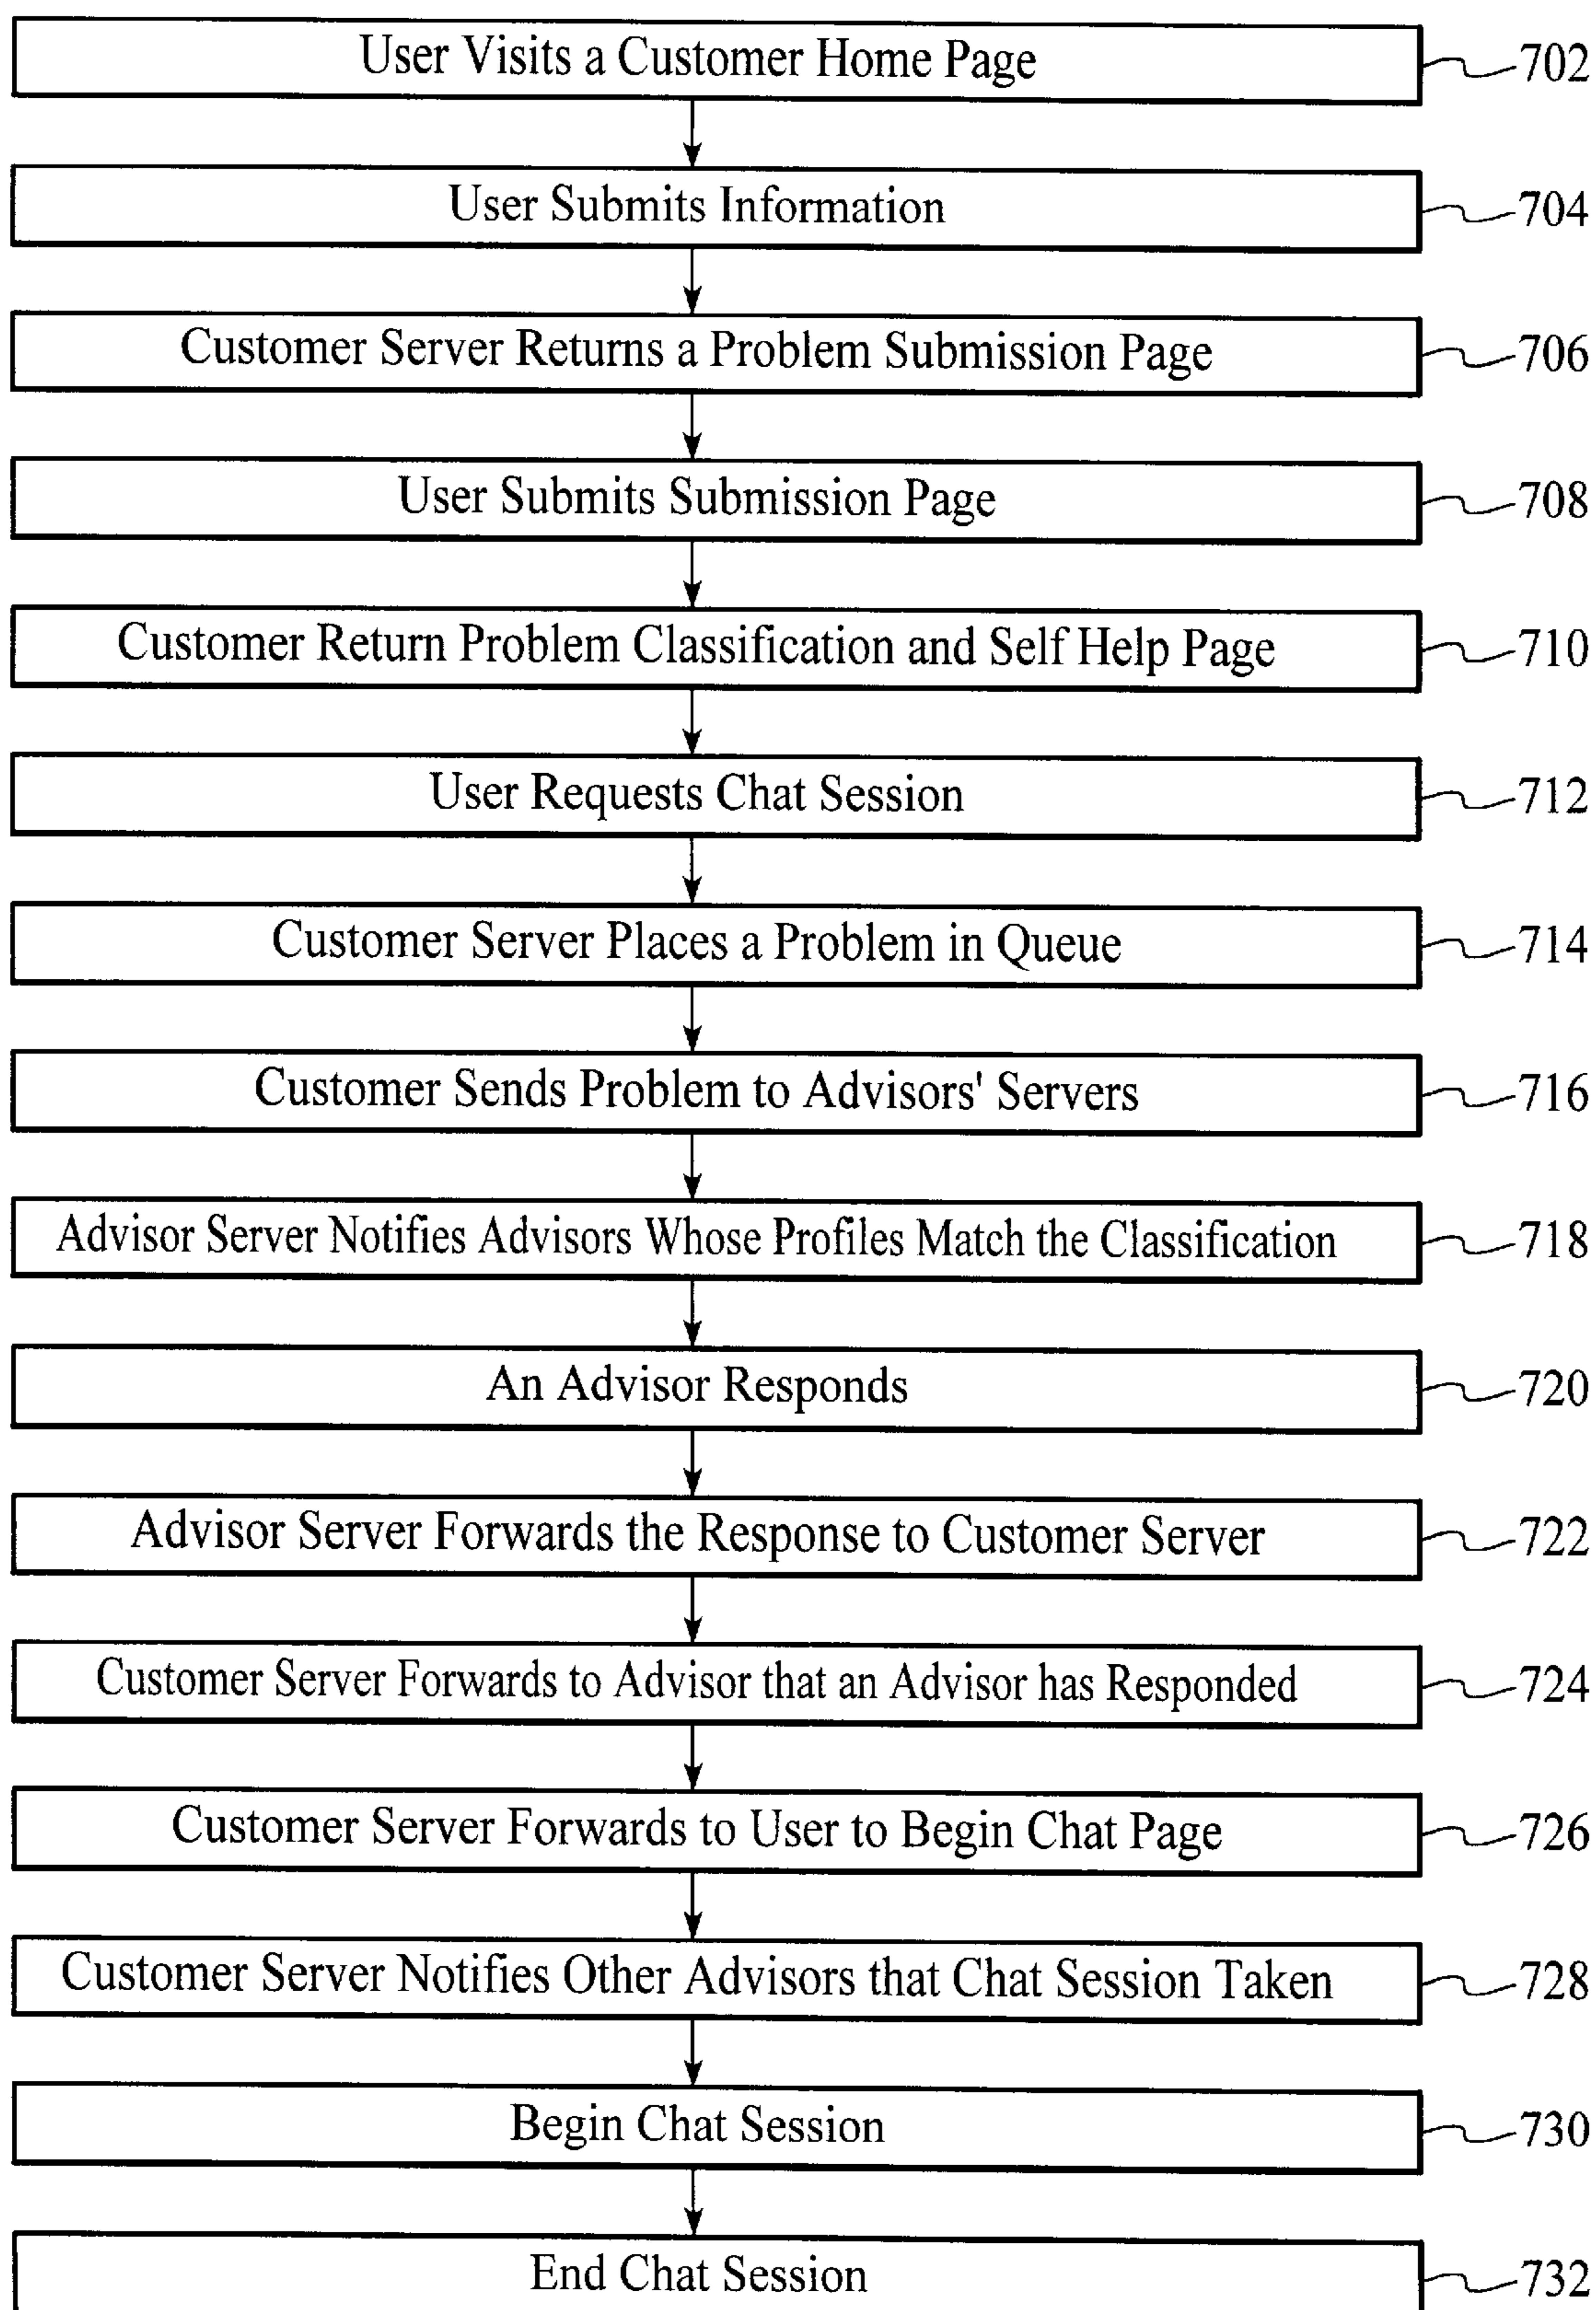 User Visits a Customer Home Page 702
User Submits Information 704
Customer Server Returns a Problem Submission Page 706
User Submits Submission Page 708
Customer Return Problem Classification and Self Help Page 710
User Requests Chat Session 712
Customer Server Places a Problem in Queue 714
Customer Sends Problem to Advisors' Servers 716
Advisor Server Notifies Advisors Whose Profiles Match the Classification 718
An Advisor Responds 720
Advisor Server Forwards the Response to Customer Server 722
Customer Server Forwards to Advisor that an Advisor has Responded 724
Customer Server Forwards to User to Begin Chat Page 726
Customer Server Notifies Other Advisors that Chat Session Taken 728
Begin Chat Session 730
End Chat Session 732